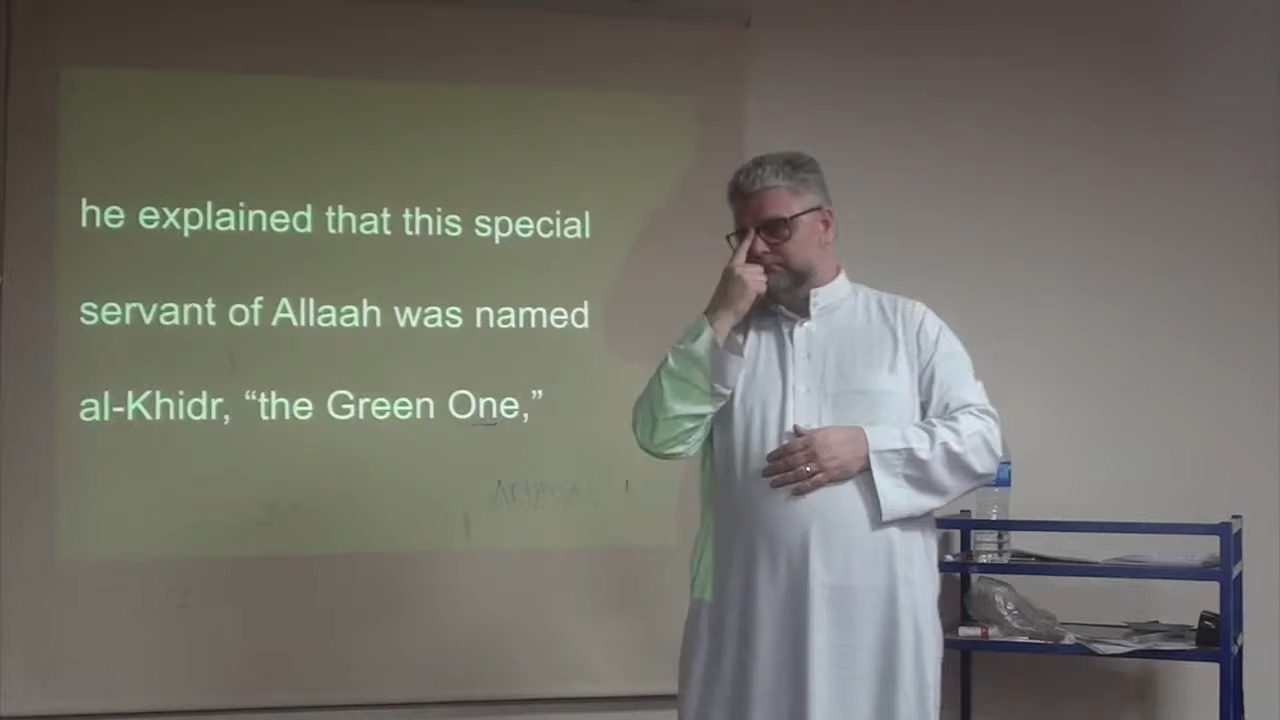 he explained that this special
servant of Allaah was named
al-Khidr, “the Green One,”